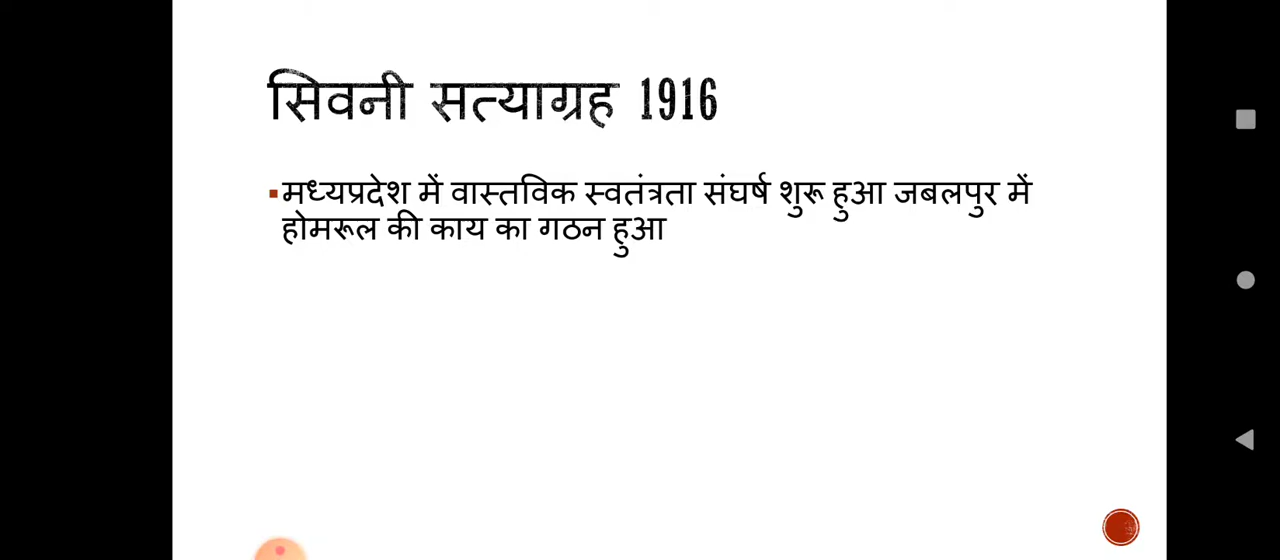 सिवनी सत्याग्रह 1916
मध्यप्रदेश में वास्तविक स्वतंत्रता संघर्ष शुरू हुआ जबलपुर में
होमरूल की काय का गठन हुआ